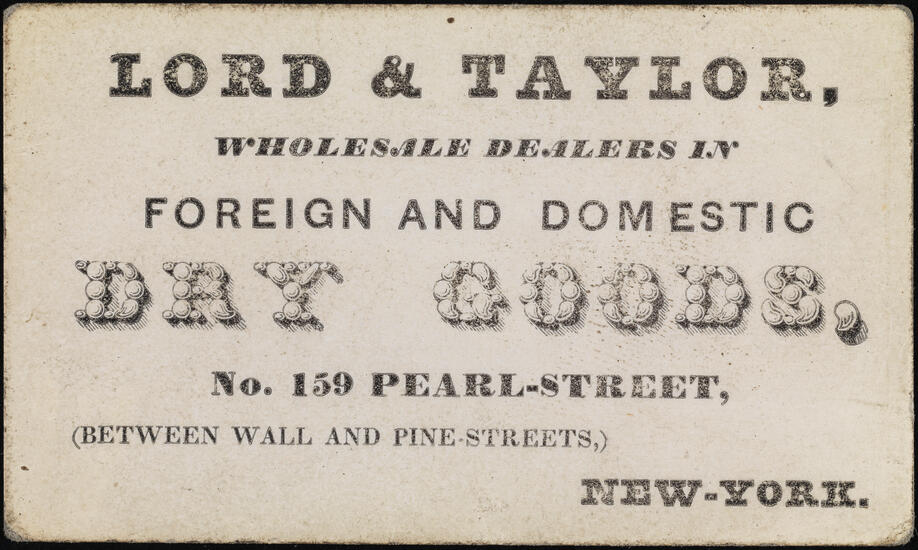 LORD & TAYLOR,
WHOLESALE DEALERS IN
FOREIGN AND DOMESTIC
DRY GOODS,
No. 159 PEARL-STREET,
(BETWEEN WALL AND PINE-STREETS,)
NEW-YORK.